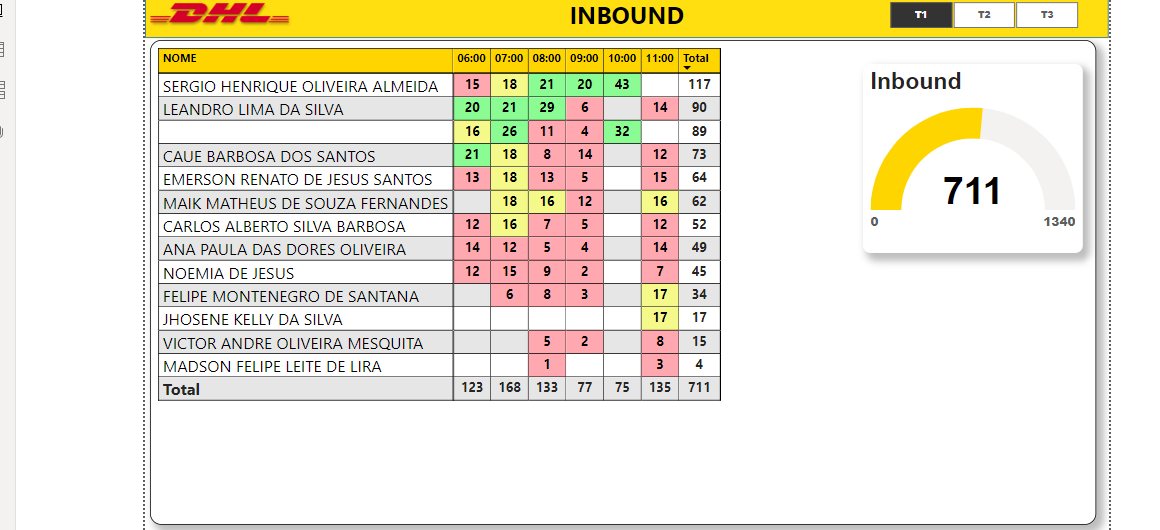 DHL
INBOUND
T1 T2 T3
NOME 06:00 07:00 08:00 09:00 10:00 11:00 Total
SERGIO HENRIQUE OLIVEIRA ALMEIDA 15 18 21 20 43 117
LEANDRO LIMA DA SILVA 20 21 29 6 14 90
16 26 11 4 32 89
CAUE BARBOSA DOS SANTOS 21 18 8 14 12 73
EMERSON RENATO DE JESUS SANTOS 13 18 13 5 15 64
MAIK MATHEUS DE SOUZA FERNANDES 18 16 12 16 62
CARLOS ALBERTO SILVA BARBOSA 12 16 7 5 12 52
ANA PAULA DAS DORES OLIVEIRA 14 12 5 4 14 49
NOEMIA DE JESUS 12 15 9 2 7 45
FELIPE MONTENEGRO DE SANTANA 6 8 3 17 34
JHOSENE KELLY DA SILVA 17 17
VICTOR ANDRE OLIVEIRA MESQUITA 5 2 8 15
MADSON FELIPE LEITE DE LIRA 1 3 4
Total 123 168 133 77 75 135 711
Inbound
711
0 1340